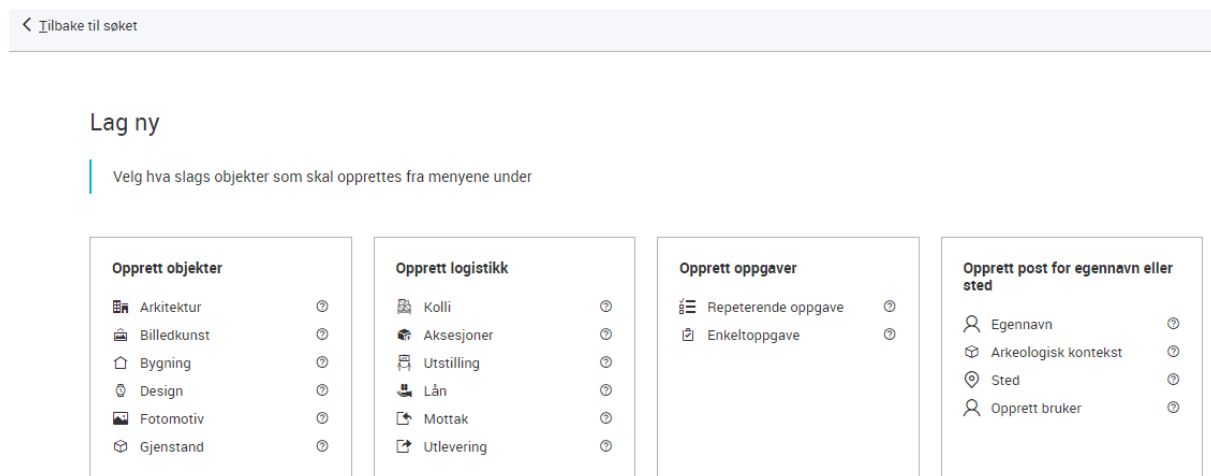 Tilbake til søket
Lag ny
Velg hva slags objekter som skal opprettes fra menyene under
Opprett objekter
Arkitektur
Billedkunst
Bygning
Design
Fotomotiv
Gjenstand
Opprett logistikk
Kolli
Aksesjoner
Utstilling
Lån
Mottak
Utlevering
Opprett oppgaver
Repeterende oppgave
Enkeltoppgave
Opprett post for egennavn eller
sted
Egennavn
Arkeologisk kontekst
Sted
Opprett bruker